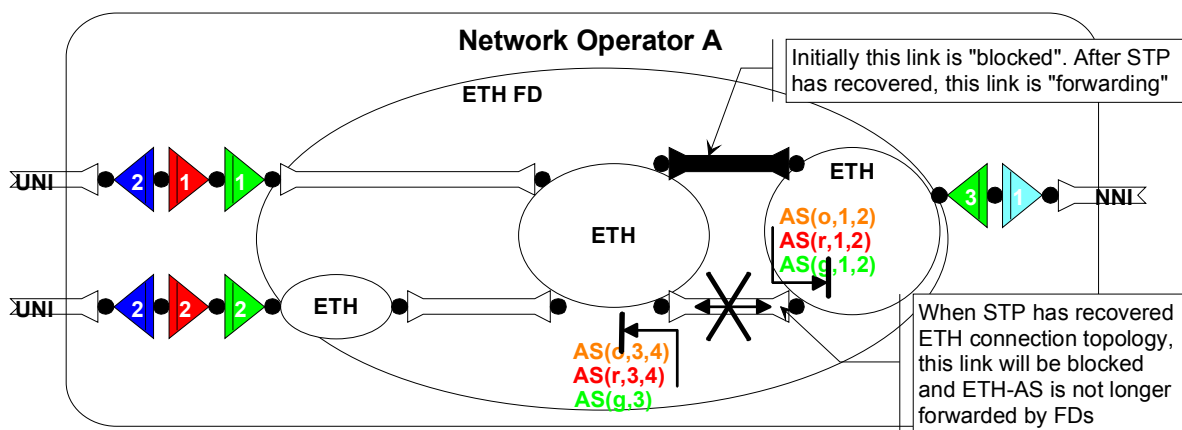 Network Operator A
Initially this link is "blocked". After STP
has recovered, this link is "forwarding"
ETH FD
UNI
2
1
1
ETH
3
1
NNI
AS(o,1,2)
AS(r,1,2)
AS(g,1,2)
ETH
UNI
2
2
2
ETH
AS(o,3,4)
AS(r,3,4)
AS(g,3)
When STP has recovered
ETH connection topology,
this link will be blocked
and ETH-AS is not longer
forwarded by FDs